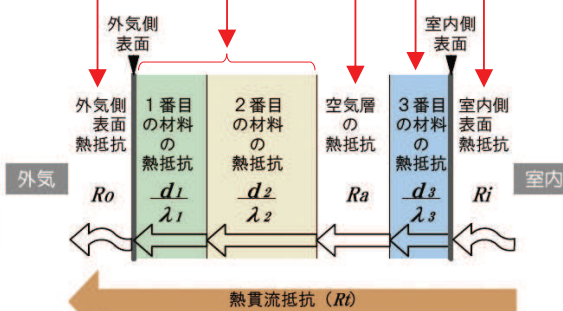 外気側
表面
室内側
表面
外気側
表面
熱抵抗
1番目
の材料
の
熱抵抗
2番目
の材料
の
熱抵抗
空気層
の
熱抵抗
3番目
の材料
の
熱抵抗
室内側
表面
熱抵抗
外気
室内
Ro
d1
λ1
d2
λ2
Ra
d3
λ3
Ri
熱貫流抵抗（Rt）